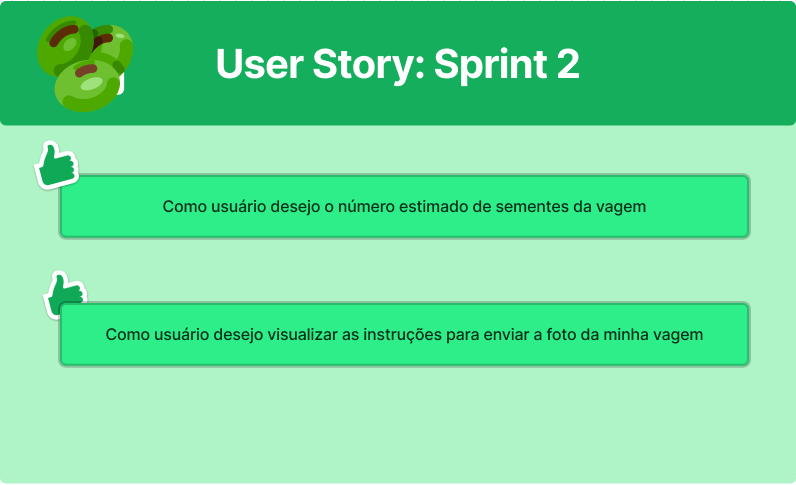 User Story: Sprint 2
Como usuário desejo o número estimado de sementes da vagem
Como usuário desejo visualizar as instruções para enviar a foto da minha vagem